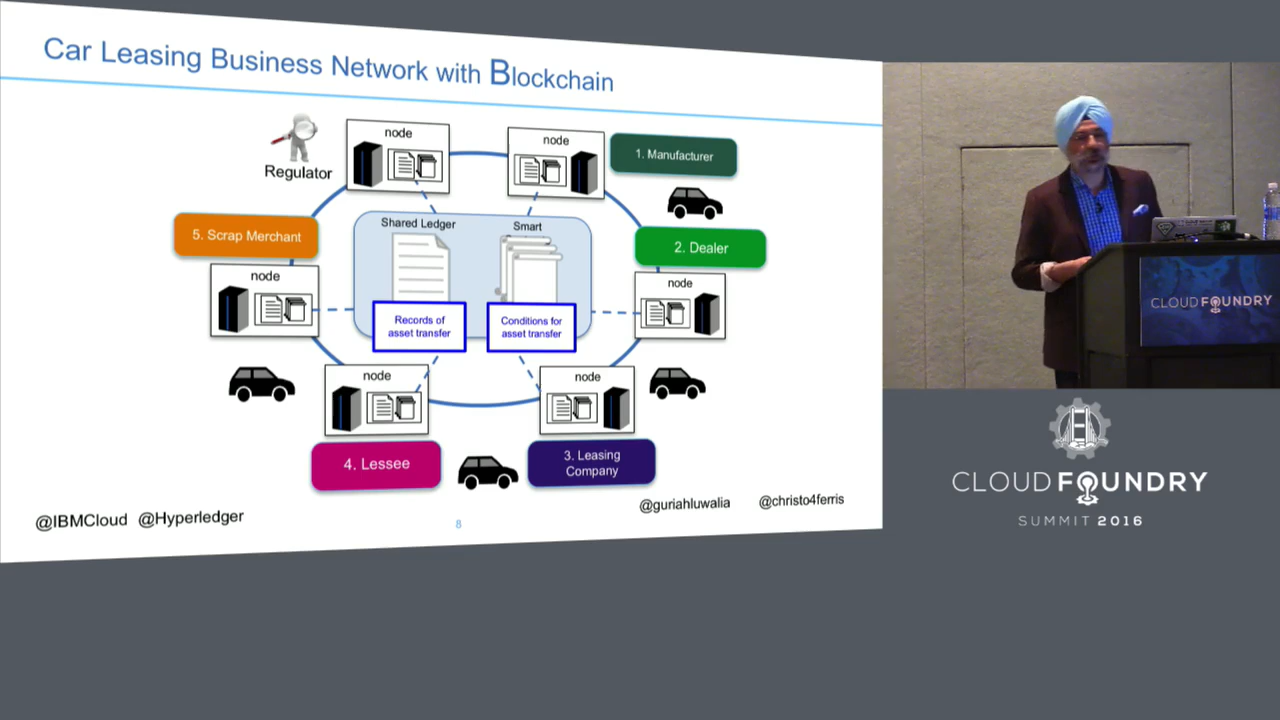 Car Leasing Business Network with Blockchain
node
node
1. Manufacturer
Regulator
Shared Ledger
Smart
5. Scrap Merchant
2. Dealer
node
node
Records of
asset transfer
Conditions for
asset transfer
node
node
4. Lessee
3. Leasing
Company
@guriahluwalia @christo4ferris
@IBMCloud @Hyperledger
8
CLOUD FOUNDRY
CLOUD FOUNDRY
SUMMIT 2016